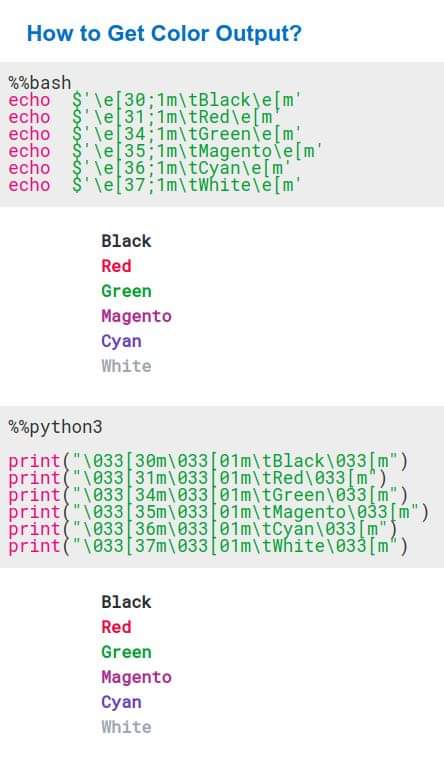 How to Get Color Output?
%%bash
echo  $'\e[30;1m\tBlack\e[m'
echo  $'\e[31;1m\tRed\e[m'
echo  $'\e[34;1m\tGreen\e[m'
echo  $'\e[35;1m\tMagento\e[m'
echo  $'\e[36;1m\tCyan\e[m'
echo  $'\e[37;1m\tWhite\e[m'
Black
Red
Green
Magento
Cyan
White
%%python3
print("\033[30m\033[01m\tBlack\033[m")
print("\033[31m\033[01m\tRed\033[m")
print("\033[34m\033[01m\tGreen\033[m")
print("\033[35m\033[01m\tMagento\033[m")
print("\033[36m\033[01m\tCyan\033[m")
print("\033[37m\033[01m\tWhite\033[m")
Black
Red
Green
Magento
Cyan
White